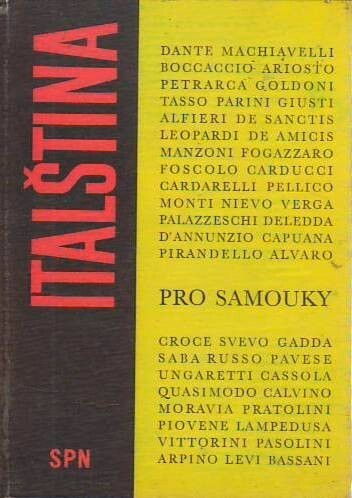 ITALŠTINA
DANTE MACHIAVELLI
BOCCACCIO ARIOSTO
PETRARCA GOLDONI
TASSO PARINI GIUSTI
ALFIERI DE SANCTIS
LEOPARDI DE AMICIS
MANZONI FOGAZZARO
FOSCOLO CARDUCCI
CARDARELLI PELLICO
MONTI NIEVO VERGA
PALAZZESCHI DELEDDA
D'ANNUNZIO CAPUANA
PIRANDELLO ALVARO
PRO SAMOUKY
CROCE SVEVO GADDA
SABA RUSSO PAVESE
UNGARETTI CASSOLA
QUASIMODO CALVINO
MORAVIA PRATOLINI
PIOVENE LAMPEDUSA
VITTORINI PASOLINI
ARPINO LEVI BASSANI
SPN